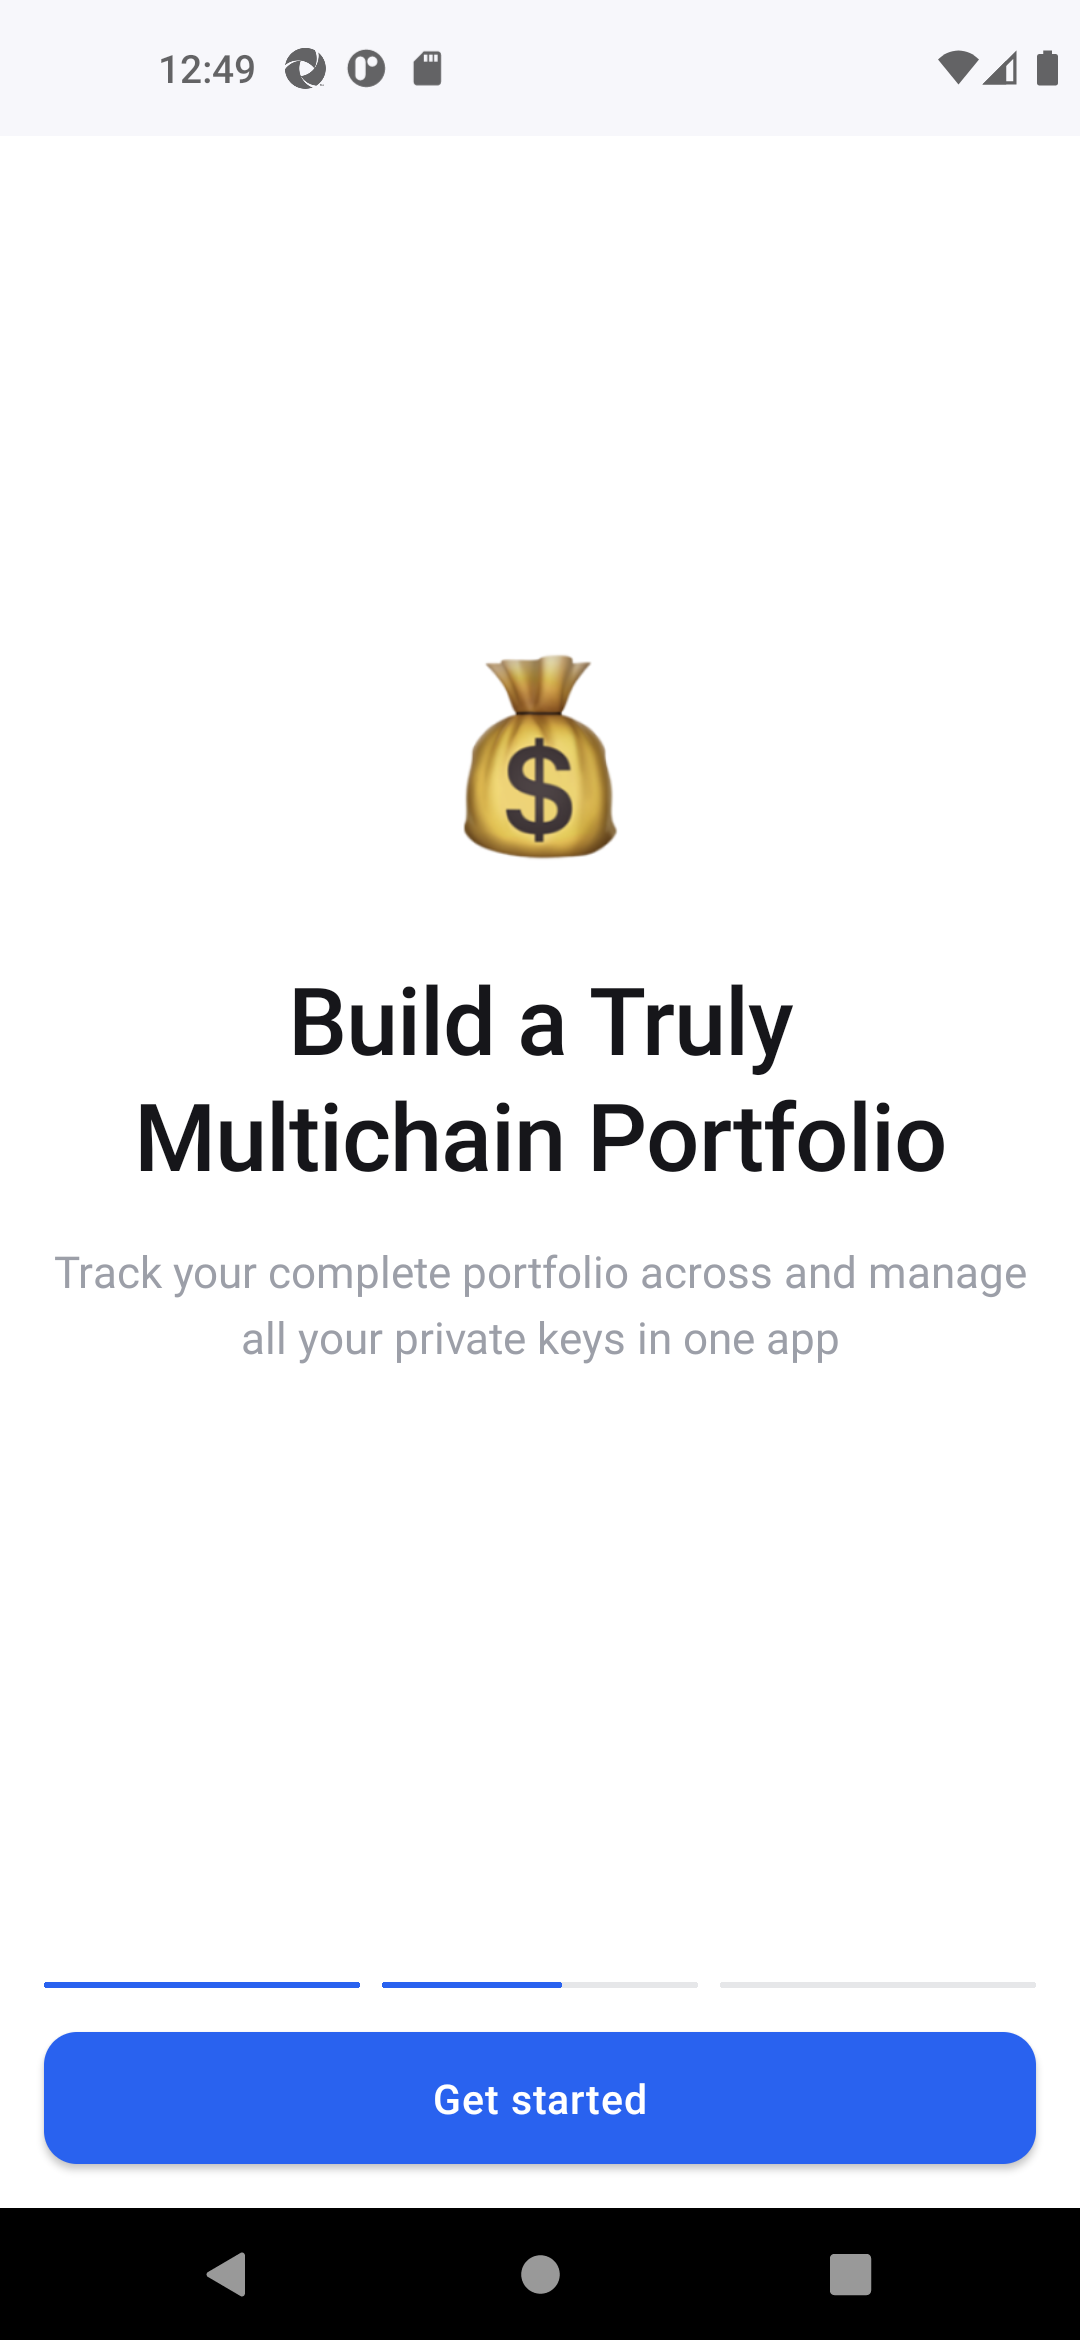 12:49
$
Build a Truly
Multichain Portfolio
Track your complete portfolio across and manage
all your private keys in one app
Get started